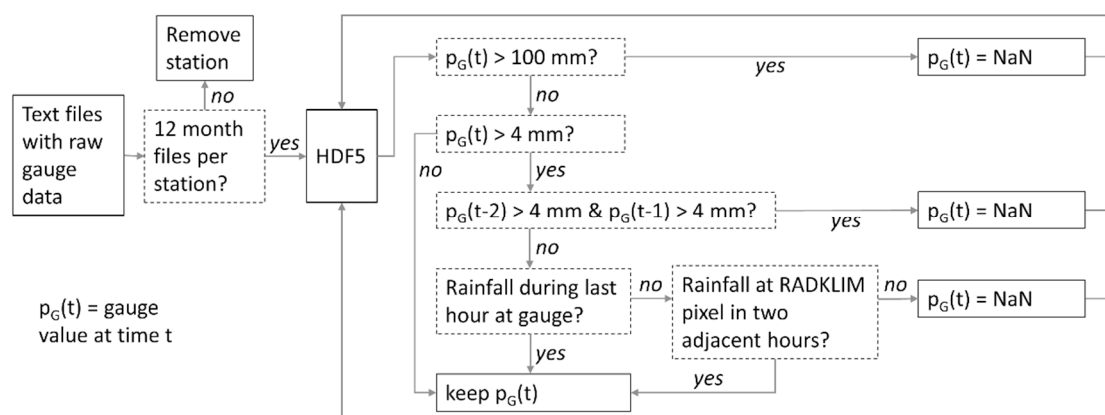 Remove
station
no
Text files
with raw
gauge
data
12 month
files per
station?
yes
HDF5
p_G(t) > 100 mm?
yes
p_G(t) = NaN
no
p_G(t) > 4 mm?
no
yes
p_G(t-2) > 4 mm & p_G(t-1) > 4 mm?
yes
p_G(t) = NaN
no
Rainfall during last
hour at gauge?
no
Rainfall at RADKLIM
pixel in two
adjacent hours?
no
p_G(t) = NaN
yes
yes
keep p_G(t)
p_G(t) = gauge
value at time t